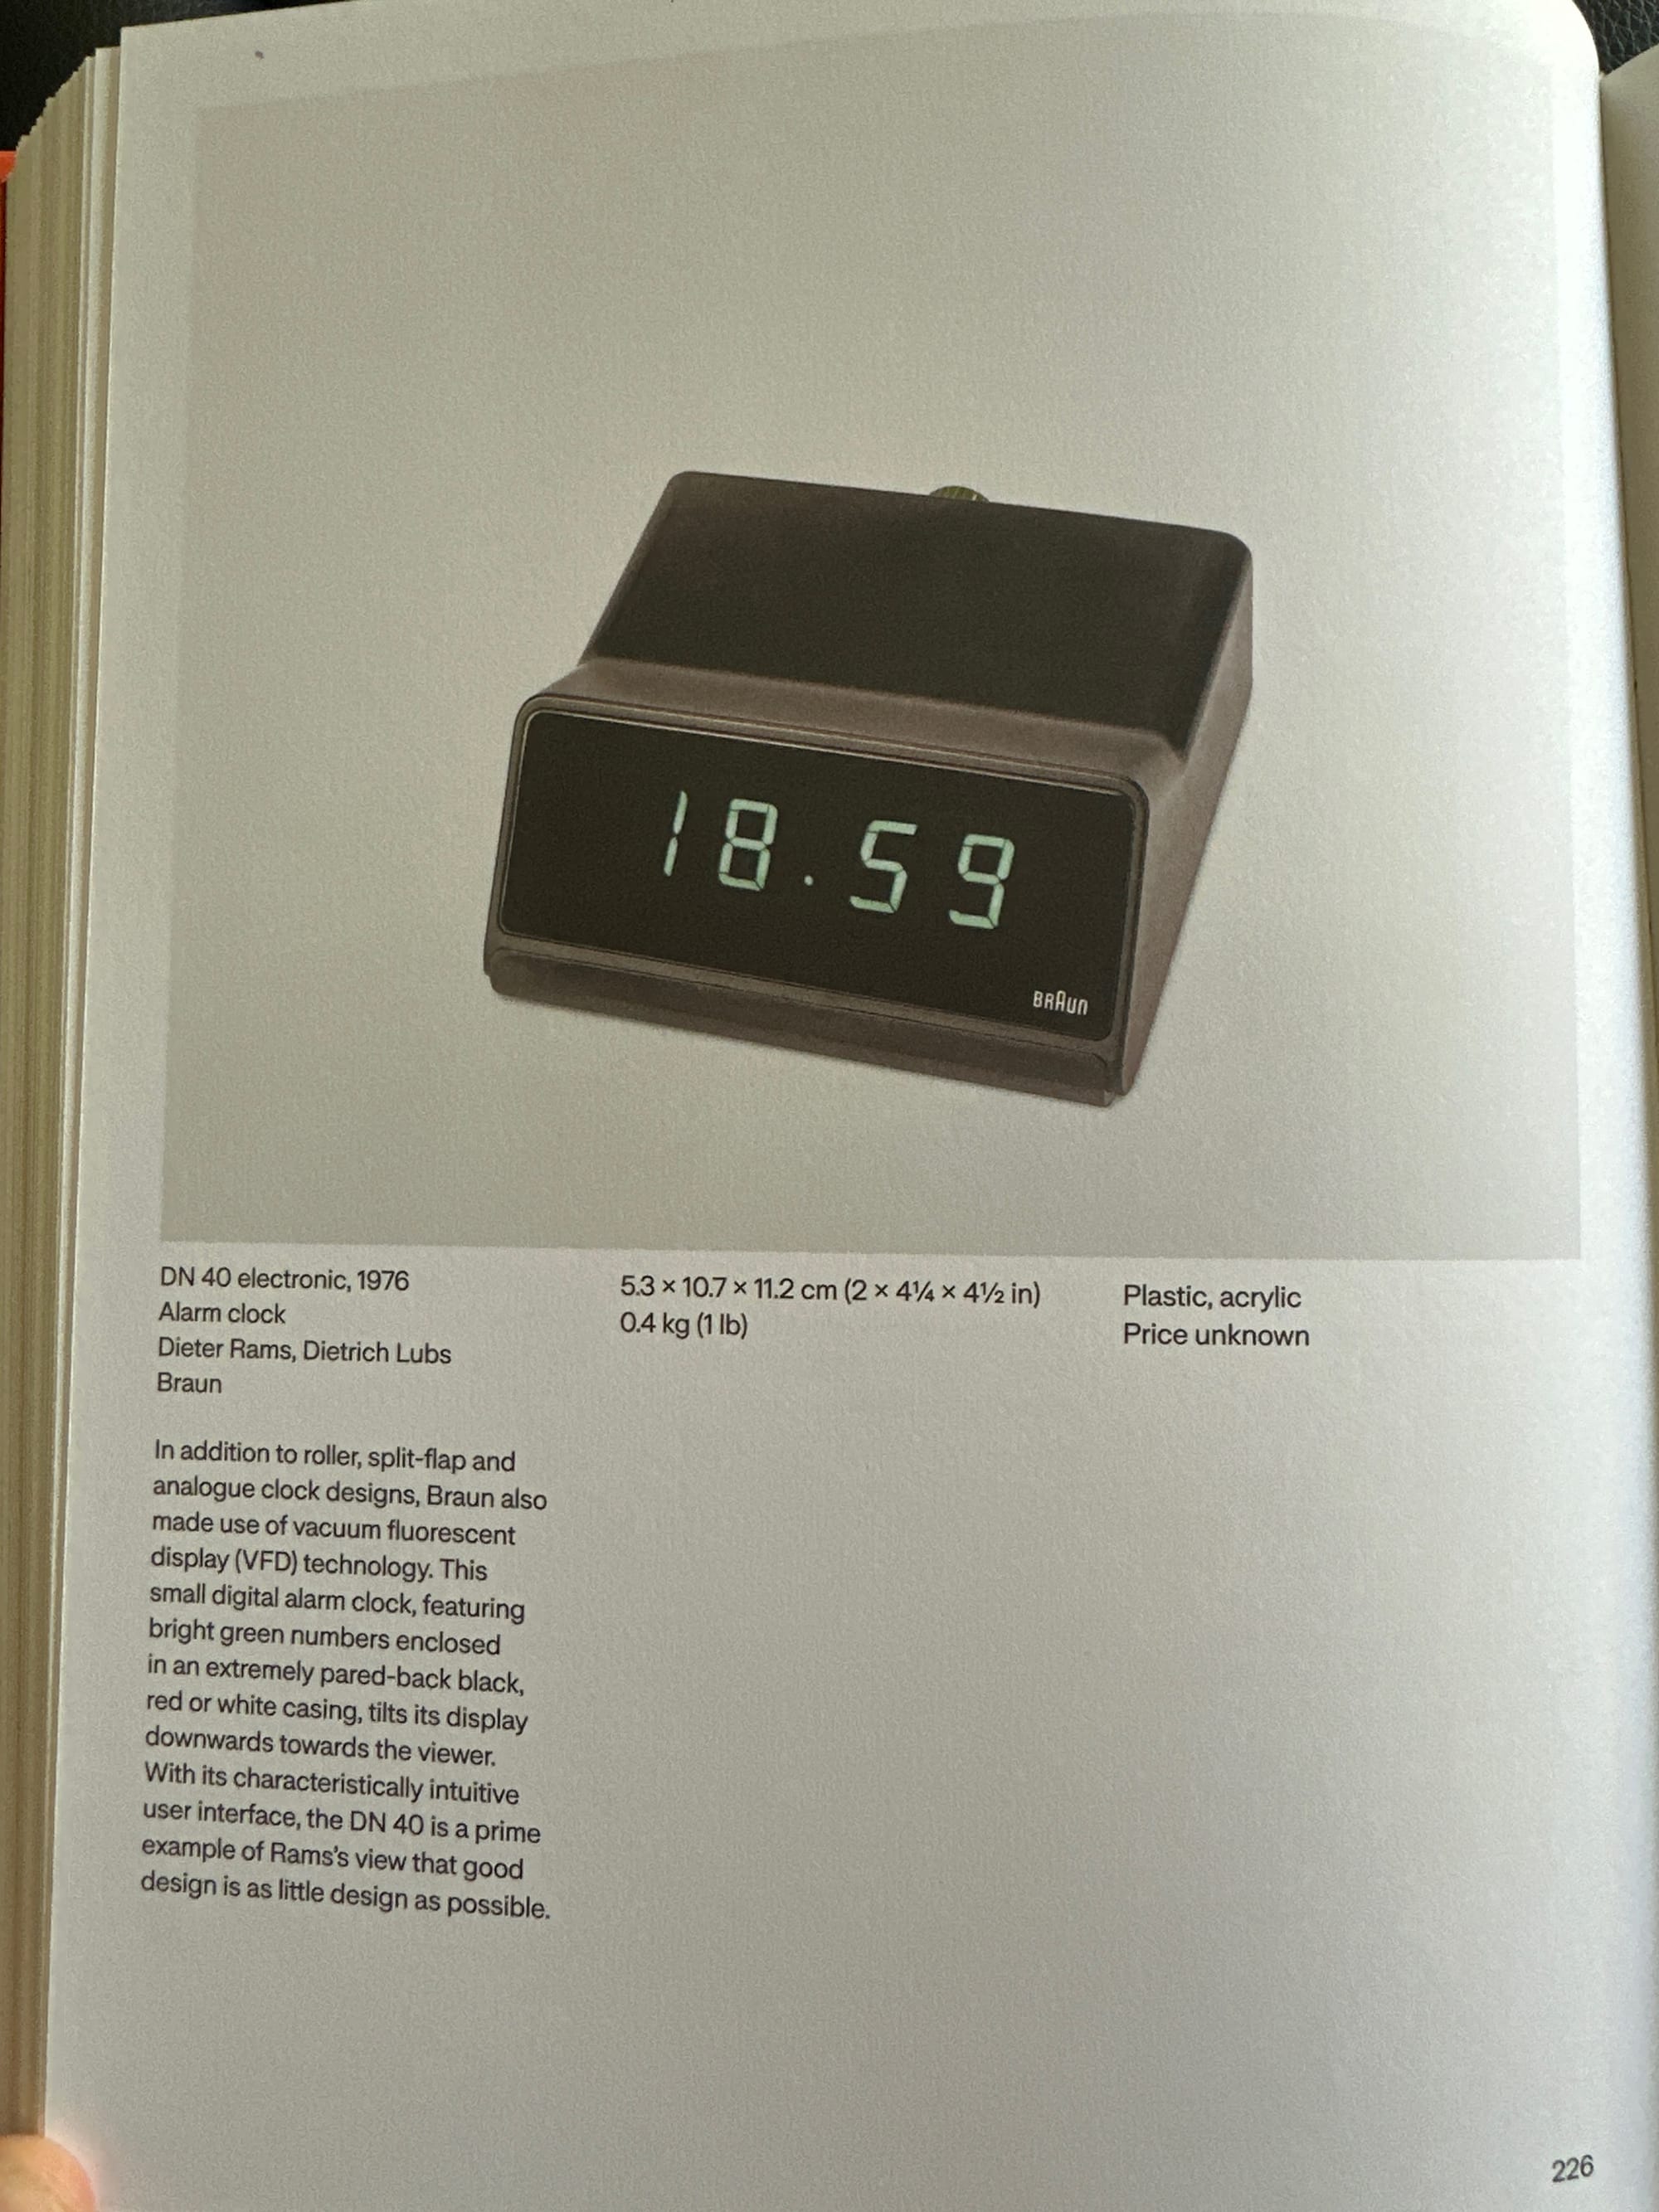 18.59
BRAUN
DN 40 electronic, 1976
Alarm clock
Dieter Rams, Dietrich Lubs
Braun
5.3 × 10.7 × 11.2 cm (2 × 4¼ × 4½ in)
0.4 kg (1 lb)
Plastic, acrylic
Price unknown
In addition to roller, split-flap and
analogue clock designs, Braun also
made use of vacuum fluorescent
display (VFD) technology. This
small digital alarm clock, featuring
bright green numbers enclosed
in an extremely pared-back black,
red or white casing, tilts its display
downwards towards the viewer.
With its characteristically intuitive
user interface, the DN 40 is a prime
example of Rams's view that good
design is as little design as possible.
226